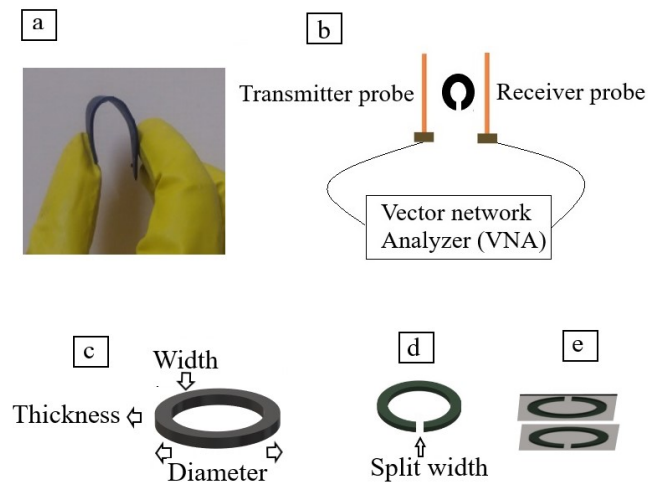 a
b
Transmitter probe
Receiver probe
Vector network
Analyzer (VNA)
c
Width
Thickness
Diameter
d
Split width
e